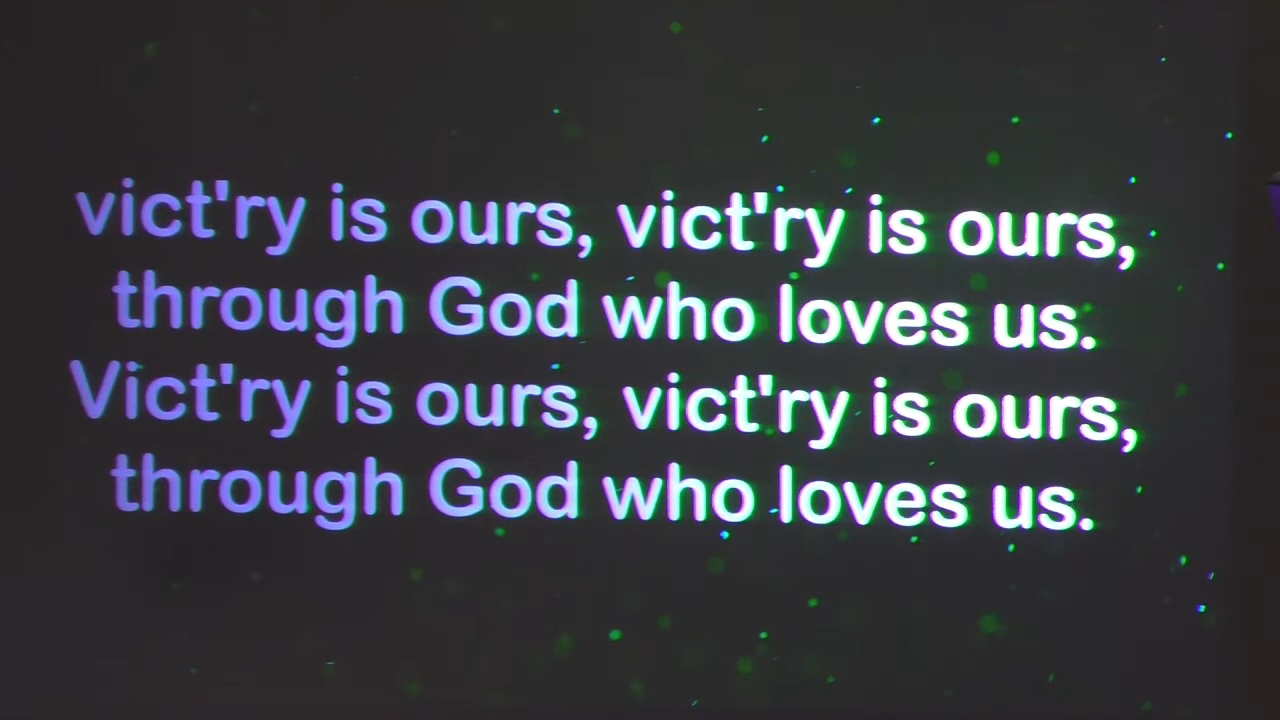 vict'ry is ours, vict'ry is ours,
through God who loves us.
Vict'ry is ours, vict'ry is ours,
through God who loves us.